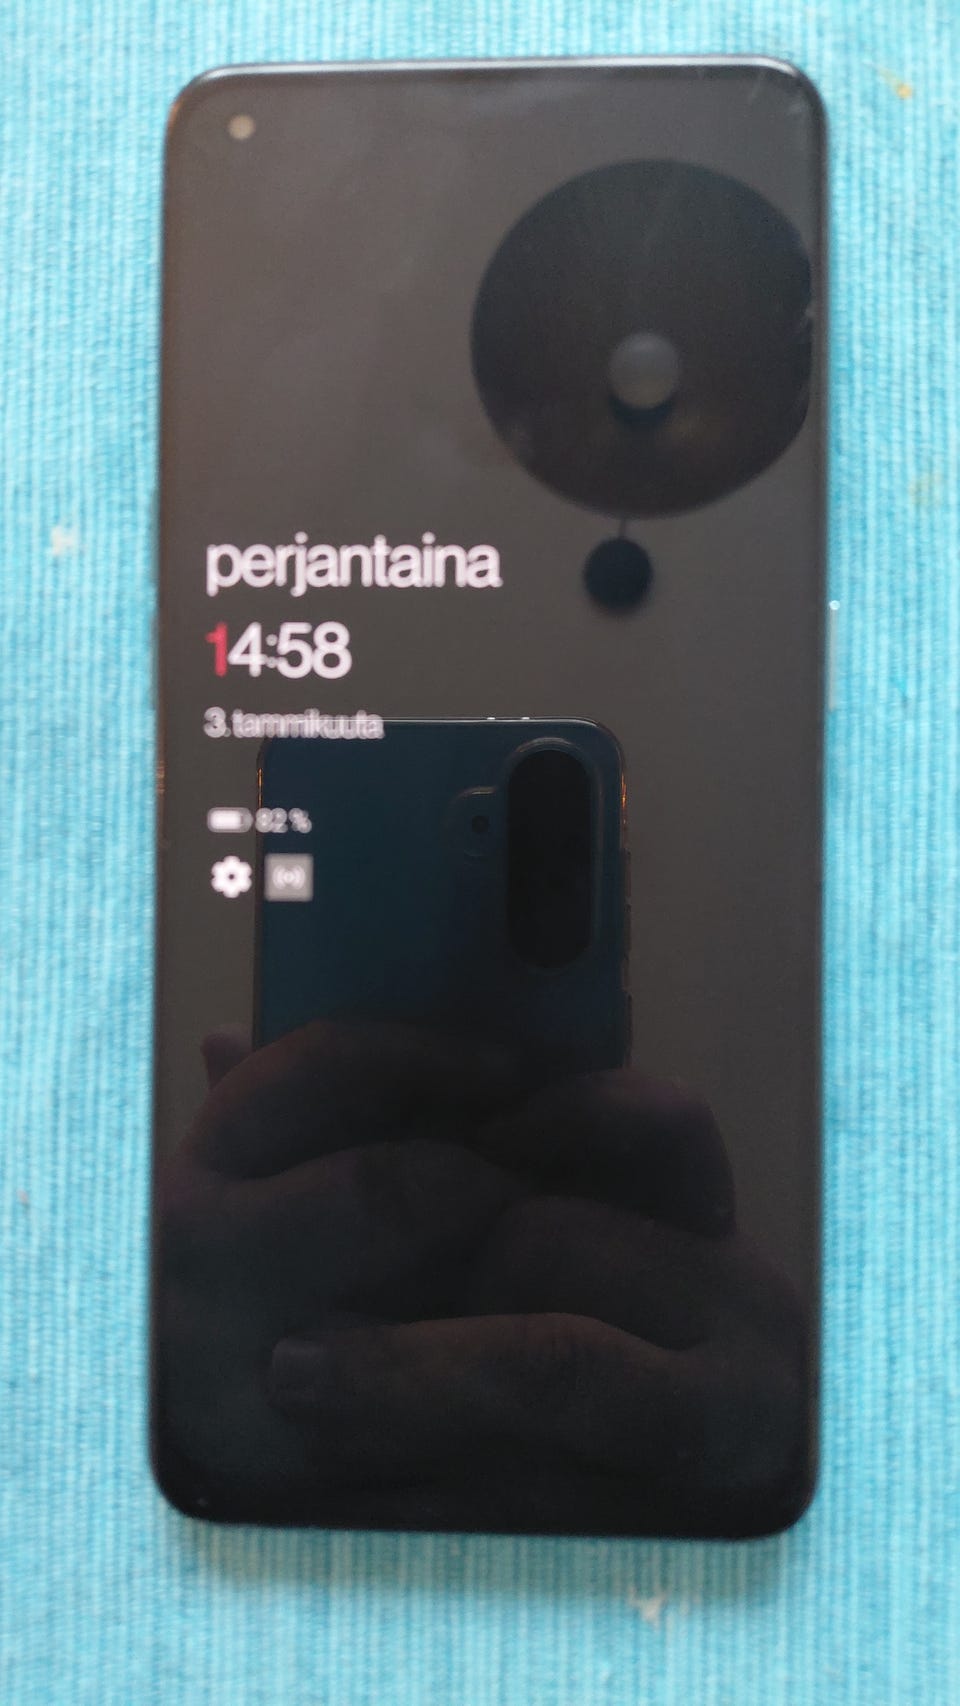 perjantaina
14:58
3. tammikuuta
82 %